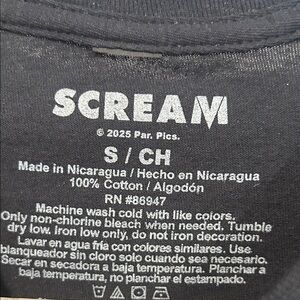 SCREAM
© 2025 Par. Pics.
S / CH
Made in Nicaragua / Hecho en Nicaragua
100% Cotton / Algodón
RN #86947
Machine wash cold with like colors.
Only non-chlorine bleach when needed. Tumble
dry low. Iron low only, do not iron decoration.
Lavar en agua fría con colores similares. Use
blanqueador sin cloro solo cuando sea necesario.
Secar en secadora a baja temperatura. Planchar a
baja temperatura, no planchar el estampado.